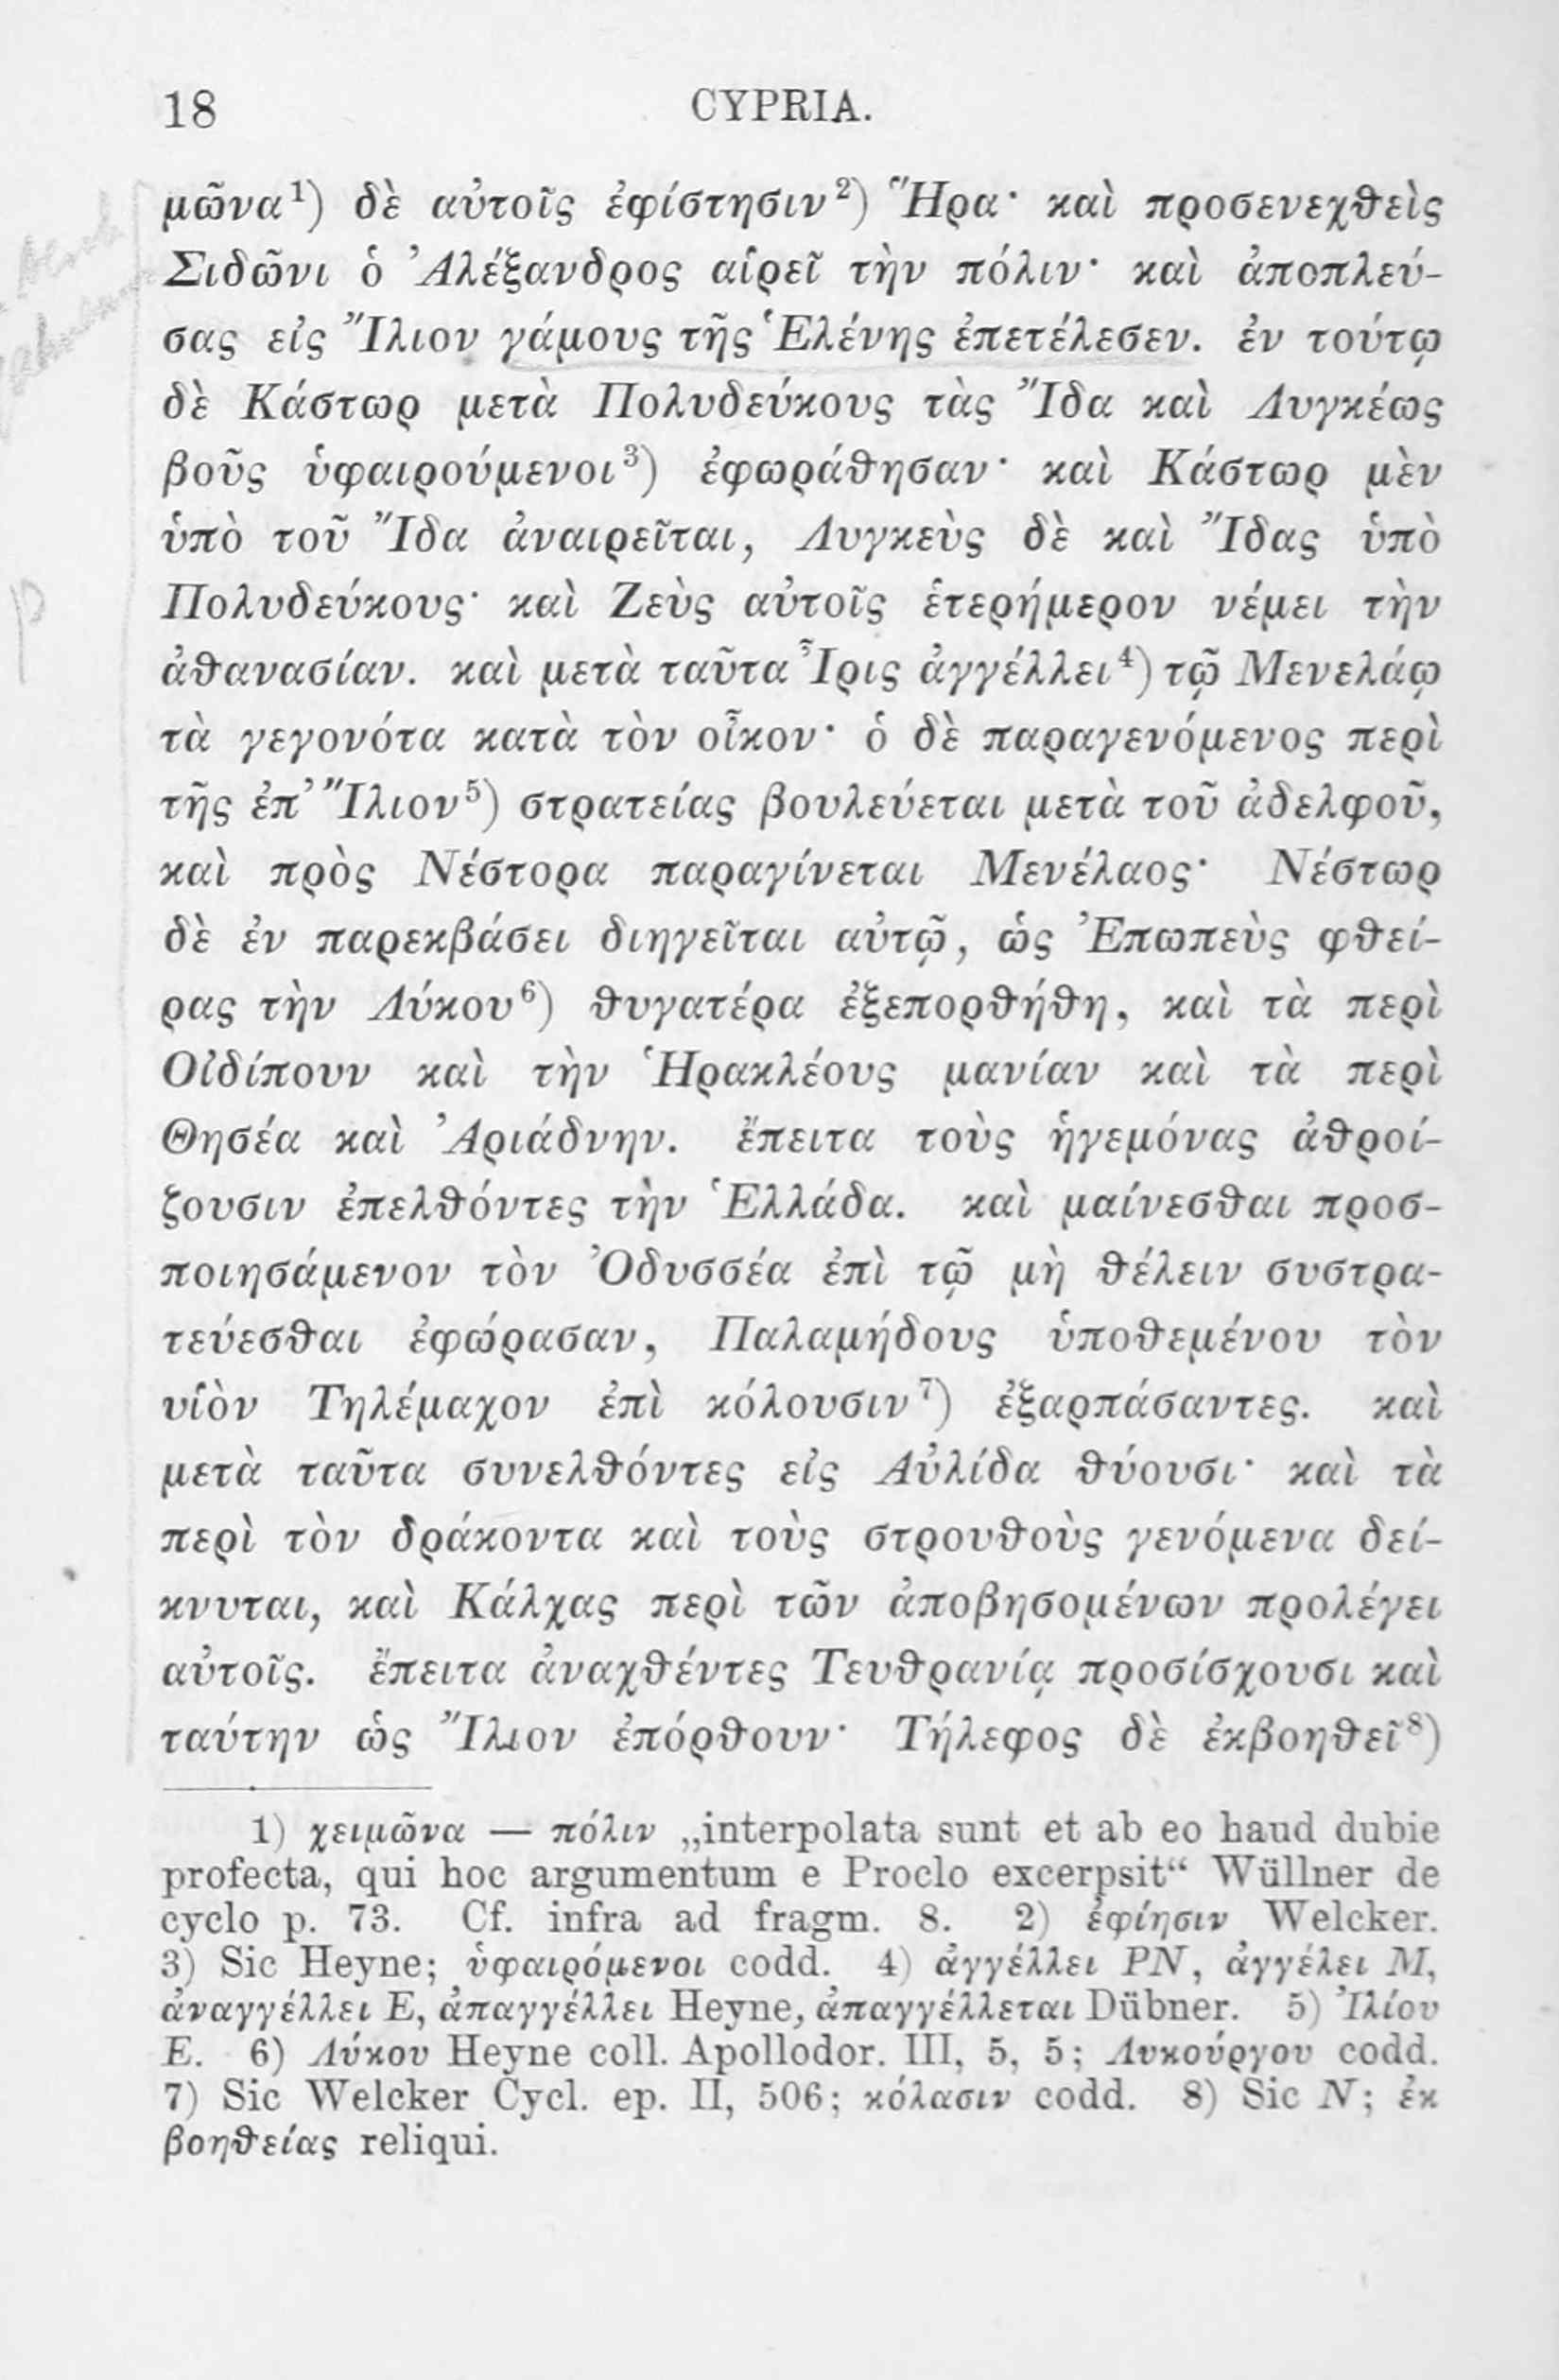 18 CYPRIA.
μῶνα¹) δὲ αὐτοῖς ἐφίστησιν²) Ἥρα· καὶ προσενεχθεὶς
Σιδῶνι ὁ Ἀλέξανδρος αἱρεῖ τὴν πόλιν· καὶ ἀποπλεύ-
σας εἰς Ἴλιον γάμους τῆς Ἑλένης ἐπετέλεσεν. ἐν τούτῳ
δὲ Κάστωρ μετὰ Πολυδεύκους τὰς Ἴδα καὶ Λυγκέως
βοῦς ὑφαιρούμενοι³) ἐφωράθησαν· καὶ Κάστωρ μὲν
ὑπὸ τοῦ Ἴδα ἀναιρεῖται, Λυγκεὺς δὲ καὶ Ἴδας ὑπὸ
Πολυδεύκους· καὶ Ζεὺς αὐτοῖς ἑτερήμερον νέμει τὴν
ἀθανασίαν. καὶ μετὰ ταῦτα Ἶρις ἀγγέλλει⁴) τῷ Μενελάῳ
τὰ γεγονότα κατὰ τὸν οἶκον· ὁ δὲ παραγενόμενος περὶ
τῆς ἐπ’ Ἴλιον⁵) στρατείας βουλεύεται μετὰ τοῦ ἀδελφοῦ,
καὶ πρὸς Νέστορα παραγίνεται Μενέλαος· Νέστωρ
δὲ ἐν παρεκβάσει διηγεῖται αὐτῷ, ὡς Ἐπωπεὺς φθεί-
ρας τὴν Λύκου⁶) θυγατέρα ἐξεπορθήθη, καὶ τὰ περὶ
Οἰδίπουν καὶ τὴν Ἡρακλέους μανίαν καὶ τὰ περὶ
Θησέα καὶ Ἀριάδνην. ἔπειτα τοὺς ἡγεμόνας ἀθροί-
ζουσιν ἐπελθόντες τὴν Ἑλλάδα. καὶ μαίνεσθαι προσ-
ποιησάμενον τὸν Ὀδυσσέα ἐπὶ τῷ μὴ θέλειν συστρα-
τεύεσθαι ἐφώρασαν, Παλαμήδους ὑποθεμένου τὸν
υἱὸν Τηλέμαχον ἐπὶ κόλουσιν⁷) ἐξαρπάσαντες. καὶ
μετὰ ταῦτα συνελθόντες εἰς Αὐλίδα θύουσι· καὶ τὰ
περὶ τὸν δράκοντα καὶ τοὺς στρουθοὺς γενόμενα δεί-
κνυται, καὶ Κάλχας περὶ τῶν ἀποβησομένων προλέγει
αὐτοῖς. ἔπειτα ἀναχθέντες Τευθρανίᾳ προσίσχουσι καὶ
ταύτην ὡς Ἴλιον ἐπόρθουν· Τήλεφος δὲ ἐκβοηθεῖ⁸)
1) χειμῶνα — πόλιν „interpolata sunt et ab eo haud dubie
profecta, qui hoc argumentum e Proclo excerpsit“ Wüllner de
cyclo p. 73. Cf. infra ad fragm. 8. 2) ἐφίησιν Welcker.
3) Sic Heyne; ὑφαιρόμενοι codd. 4) ἀγγέλλει PN, ἀγγέλει M,
ἀναγγέλλει E, ἀπαγγέλλει Heyne, ἀπαγγέλλεται Dübner. 5) Ἰλίου
E. 6) Λύκου Heyne coll. Apollodor. III, 5, 5; Λυκούργου codd.
7) Sic Welcker Cycl. ep. II, 506; κόλασιν codd. 8) Sic N; ἐκ
βοηθείας reliqui.